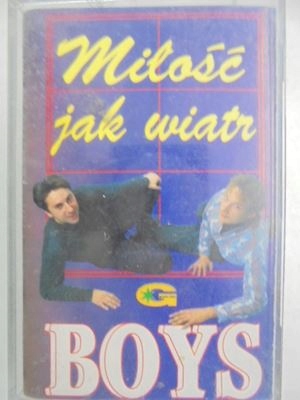 Miłość
jak wiatr
G
BOYS